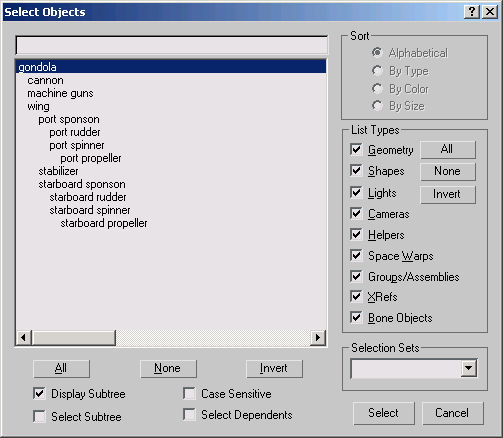 Select Objects
gondola
cannon
machine guns
wing
port sponson
port rudder
port spinner
port propeller
stabilizer
starboard sponson
starboard rudder
starboard spinner
starboard propeller
All None Invert
Display Subtree Case Sensitive
Select Subtree Select Dependents
Sort
Alphabetical
By Type
By Color
By Size
List Types
Geometry All
Shapes None
Lights Invert
Cameras
Helpers
Space Warps
Groups/Assemblies
XRefs
Bone Objects
Selection Sets
Select Cancel